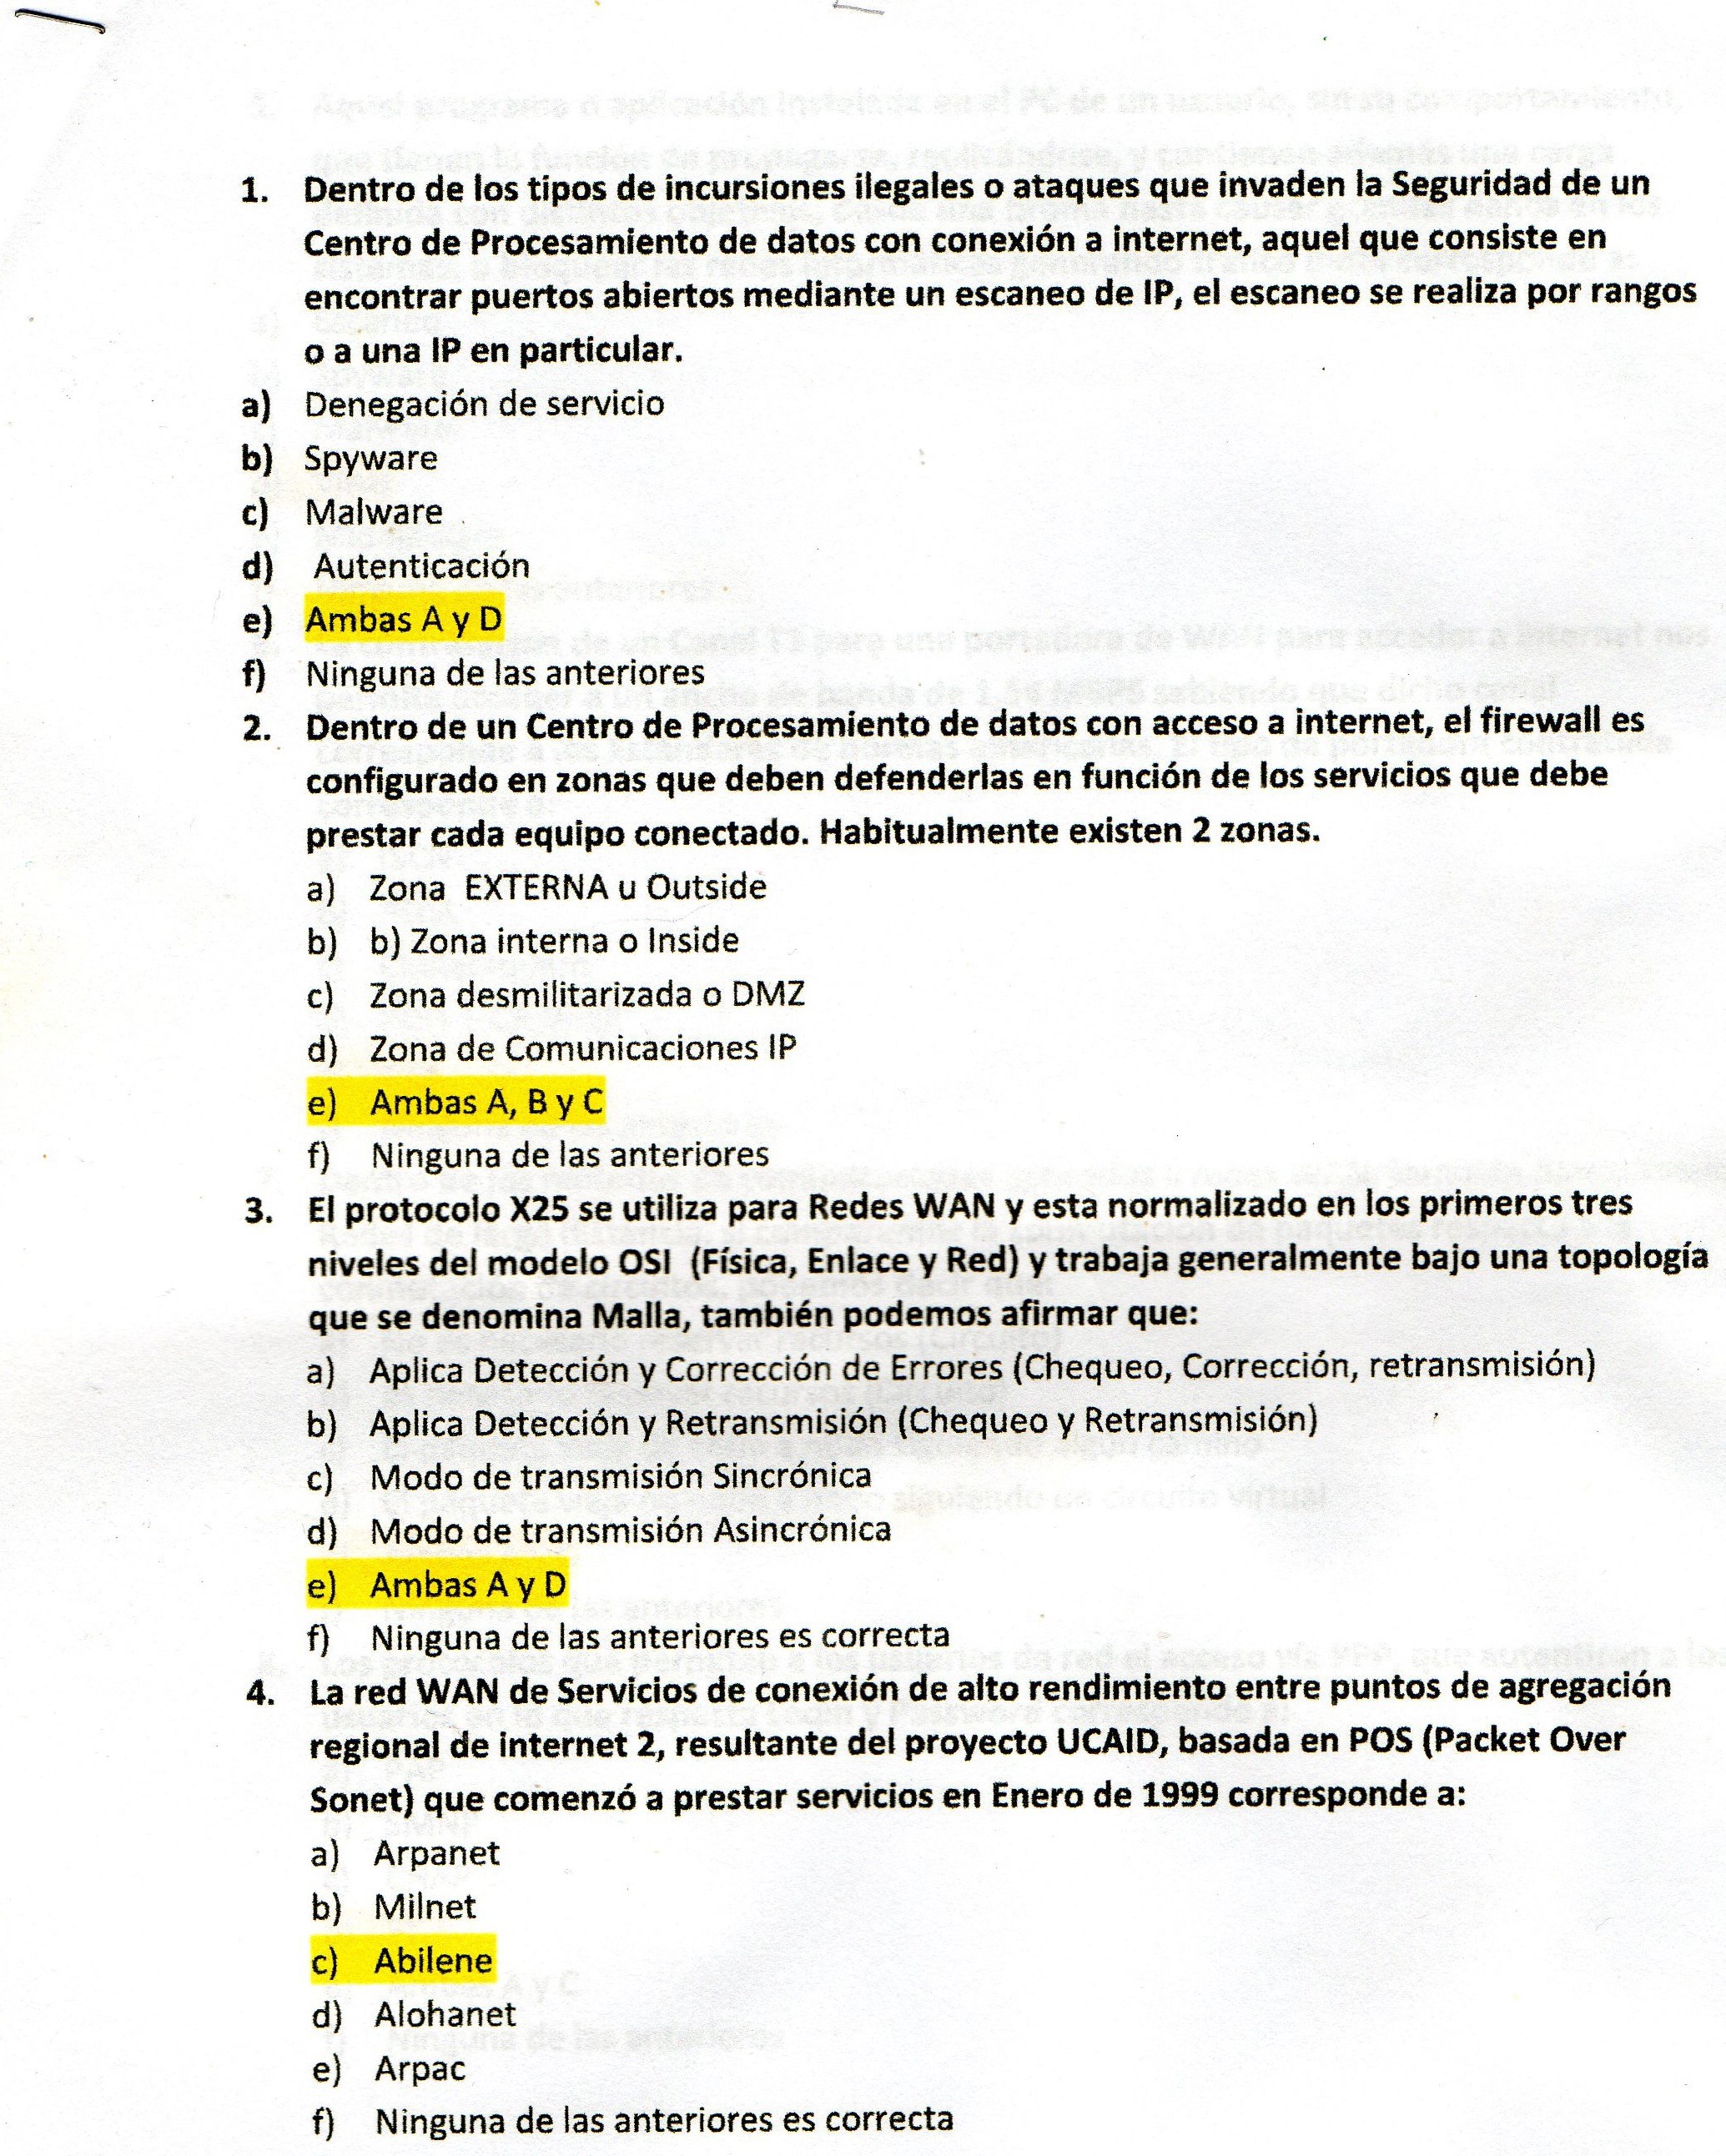 1. Dentro de los tipos de incursiones ilegales o ataques que invaden la Seguridad de un
Centro de Procesamiento de datos con conexión a internet, aquel que consiste en
encontrar puertos abiertos mediante un escaneo de IP, el escaneo se realiza por rangos
o a una IP en particular.
a) Denegación de servicio
b) Spyware
c) Malware
d) Autenticación
e) Ambas A y D
f) Ninguna de las anteriores
2. Dentro de un Centro de Procesamiento de datos con acceso a internet, el firewall es
configurado en zonas que deben defenderlas en función de los servicios que debe
prestar cada equipo conectado. Habitualmente existen 2 zonas.
a) Zona EXTERNA u Outside
b) b) Zona interna o Inside
c) Zona desmilitarizada o DMZ
d) Zona de Comunicaciones IP
e) Ambas A, B y C
f) Ninguna de las anteriores
3. El protocolo X25 se utiliza para Redes WAN y esta normalizado en los primeros tres
niveles del modelo OSI (Física, Enlace y Red) y trabaja generalmente bajo una topología
que se denomina Malla, también podemos afirmar que:
a) Aplica Detección y Corrección de Errores (Chequeo, Corrección, retransmisión)
b) Aplica Detección y Retransmisión (Chequeo y Retransmisión)
c) Modo de transmisión Sincrónica
d) Modo de transmisión Asincrónica
e) Ambas A y D
f) Ninguna de las anteriores es correcta
4. La red WAN de Servicios de conexión de alto rendimiento entre puntos de agregación
regional de internet 2, resultante del proyecto UCAID, basada en POS (Packet Over
Sonet) que comenzó a prestar servicios en Enero de 1999 corresponde a:
a) Arpanet
b) Milnet
c) Abilene
d) Alohanet
e) Arpac
f) Ninguna de las anteriores es correcta